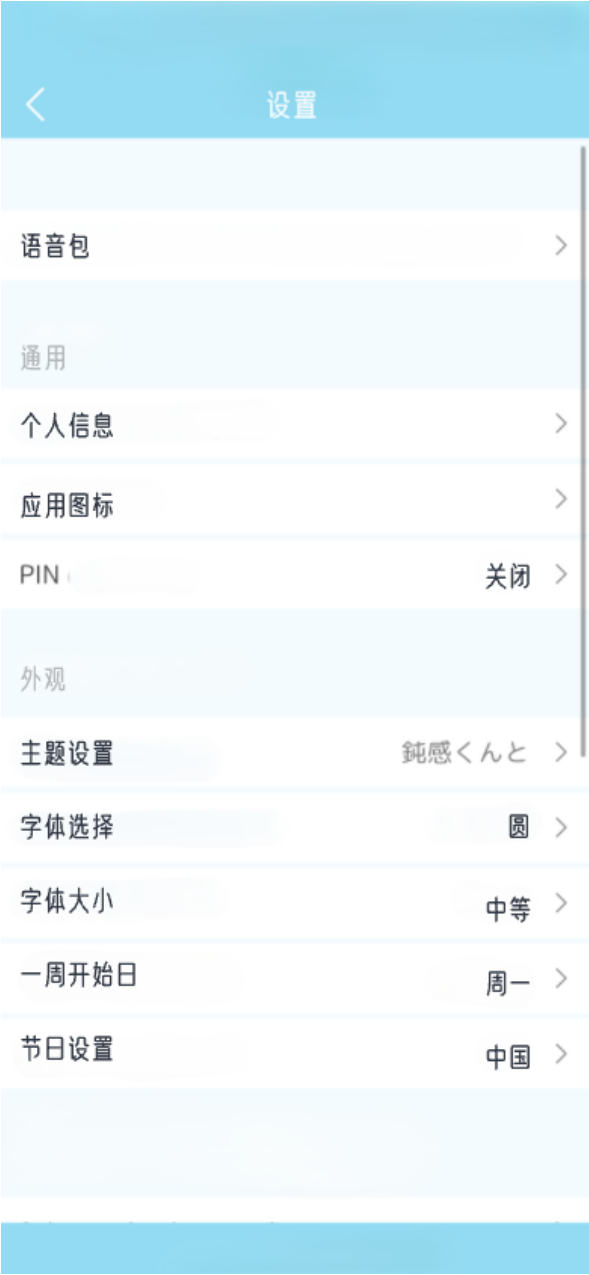 设置
语音包
通用
个人信息
应用图标
PIN 关闭
外观
主题设置 鈍感くんと
字体选择 圆
字体大小 中等
一周开始日 周一
节日设置 中国